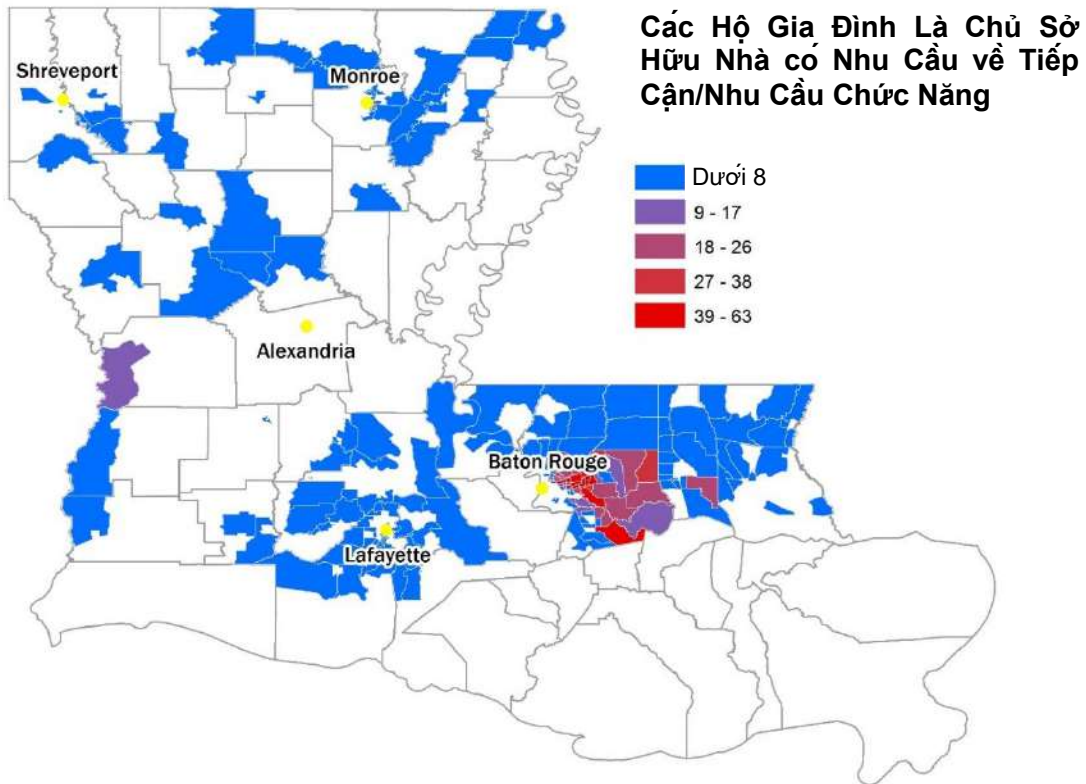 Các Hộ Gia Đình Là Chủ Sở
Hữu Nhà có Nhu Cầu về Tiếp
Cận/Nhu Cầu Chức Năng
Shreveport
Monroe
Dưới 8
9 - 17
18 - 26
27 - 38
39 - 63
Alexandria
Baton Rouge
Lafayette